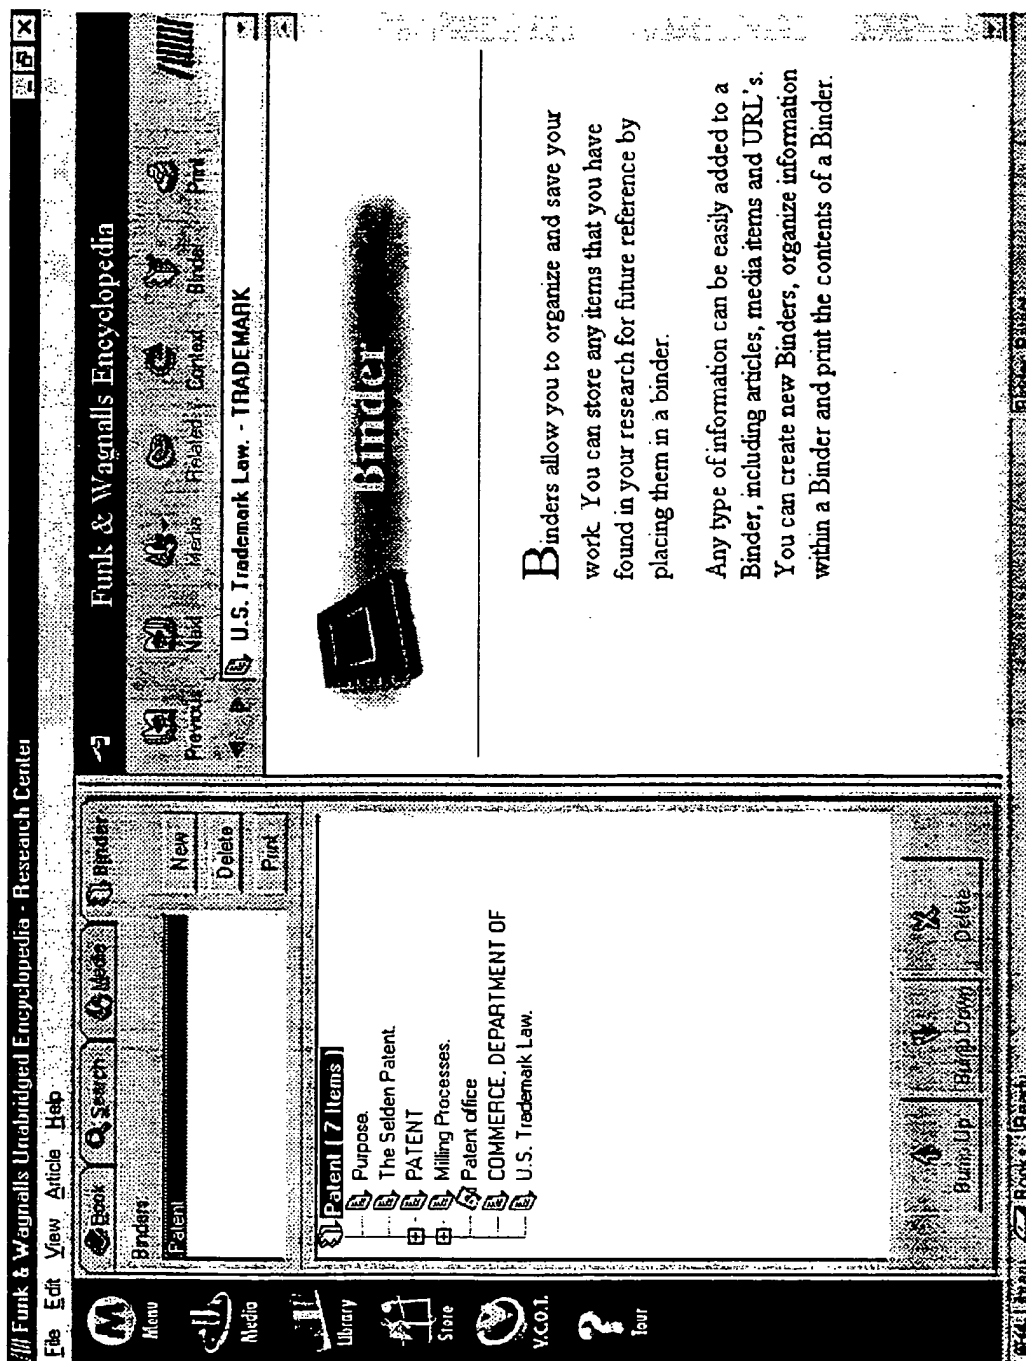 Funk & Wagnalls Unabridged Encyclopedia - Research Center
File Edit View Article Help
Menu
Media
Library
Store
V.C.O.T.
Tour
Book Search Media Binder
Binders
Patent
New
Delete
Print
Patent ( 7 Items )
Purpose.
The Selden Patent.
PATENT
Milling Processes.
Patent office
COMMERCE, DEPARTMENT OF
U.S. Trademark Law.
Bump Up Bump Down Delete
Funk & Wagnalls Encyclopedia
Previous Next Media Related Context Binder Print
U.S. Trademark Law. - TRADEMARK
Binder
Binders allow you to organize and save your
work. You can store any items that you have
found in your research for future reference by
placing them in a binder.
Any type of information can be easily added to a
Binder, including articles, media items and URL's.
You can create new Binders, organize information
within a Binder and print the contents of a Binder.
Ready